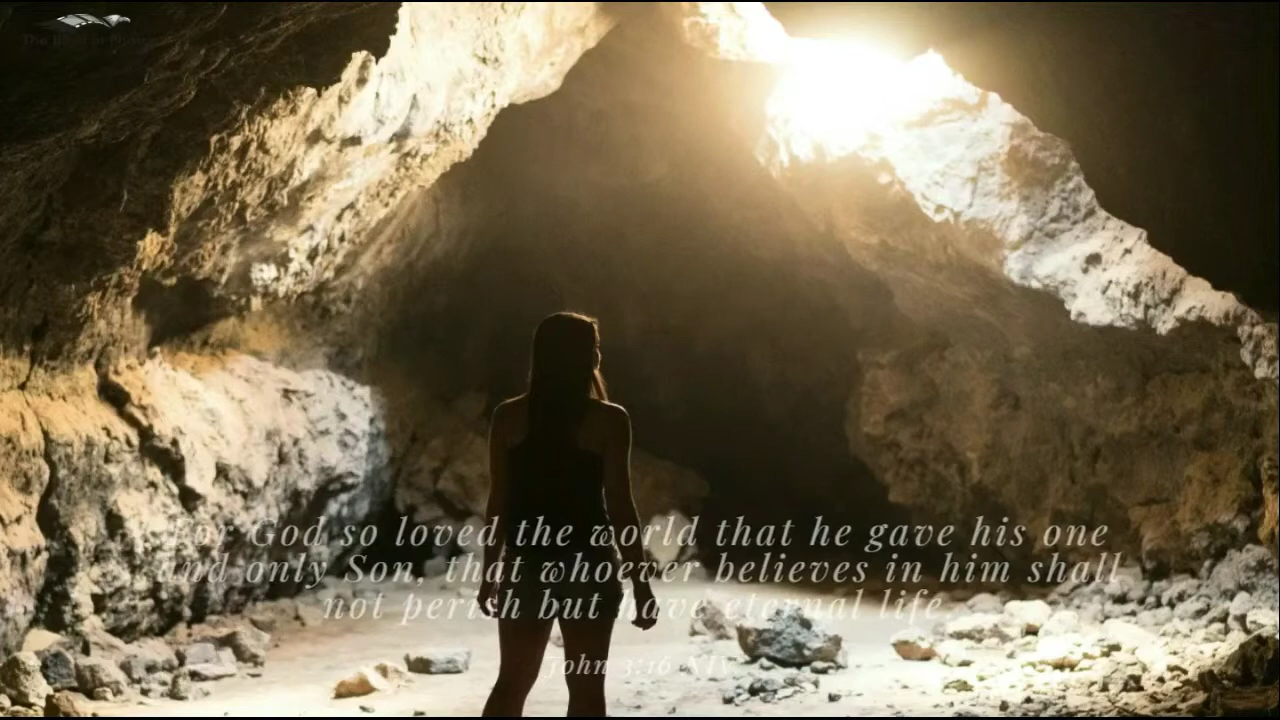 For God so loved the world that he gave his one
and only Son, that whoever believes in him shall
not perish but have eternal life.
John 3:16 NIV